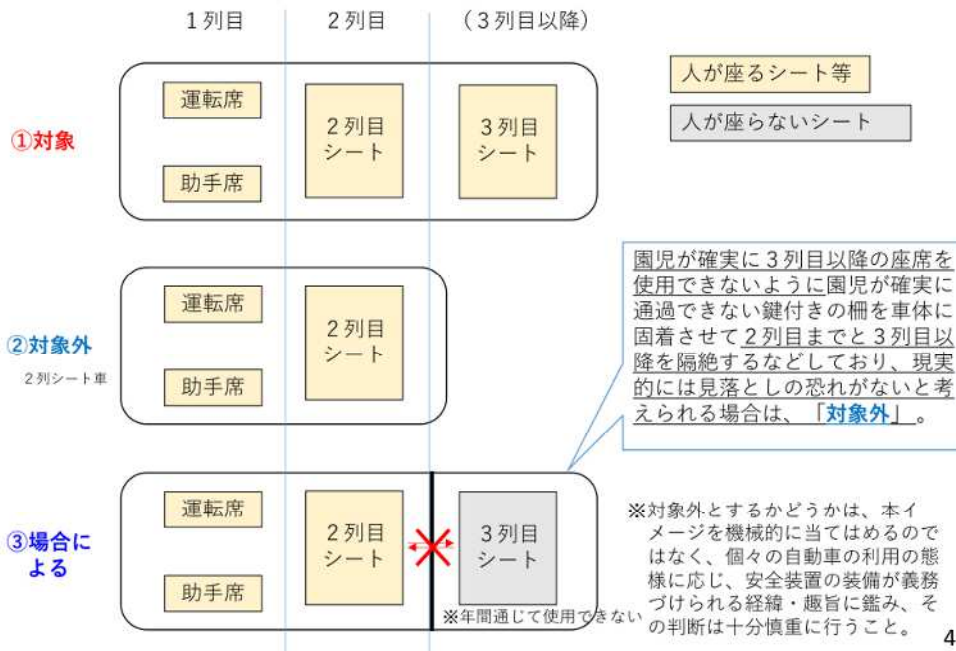 1列目
2列目
(3列目以降)
人が座るシート等
人が座らないシート
①対象
運転席
助手席
2列目
シート
3列目
シート
②対象外
2列シート車
運転席
助手席
2列目
シート
園児が確実に3列目以降の座席を
使用できないように園児が確実に
通過できない鍵付きの柵を車体に
固着させて2列目までと3列目以
降を隔絶するなどしており、現実
的には見落としの恐れがないと考
えられる場合は、「対象外」。
③場合に
よる
運転席
助手席
2列目
シート
3列目
シート
※年間通じて使用できない
※対象外とするかどうかは、本イ
メージを機械的に当てはめるので
はなく、個々の自動車の利用の態
様に応じ、安全装置の装備が義務
づけられる経緯・趣旨に鑑み、そ
の判断は十分慎重に行うこと。
4